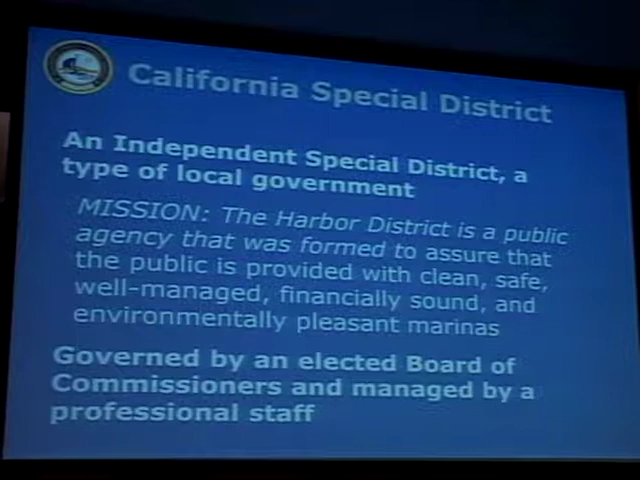 California Special District
An Independent Special District, a
type of local government
MISSION: The Harbor District is a public
agency that was formed to assure that
the public is provided with clean, safe,
well-managed, financially sound, and
environmentally pleasant marinas
Governed by an elected Board of
Commissioners and managed by a
professional staff